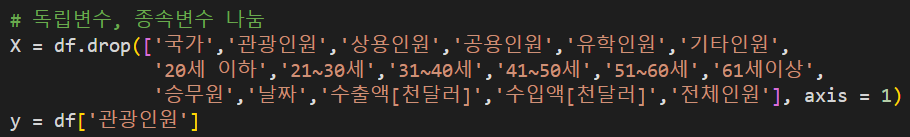 # 독립변수, 종속변수 나눔
X = df.drop(['국가','관광인원','상용인원','공용인원','유학인원','기타인원',
'20세 이하','21~30세','31~40세','41~50세','51~60세','61세이상',
'승무원','날짜','수출액[천달러]','수입액[천달러]','전체인원'], axis = 1)
y = df['관광인원']